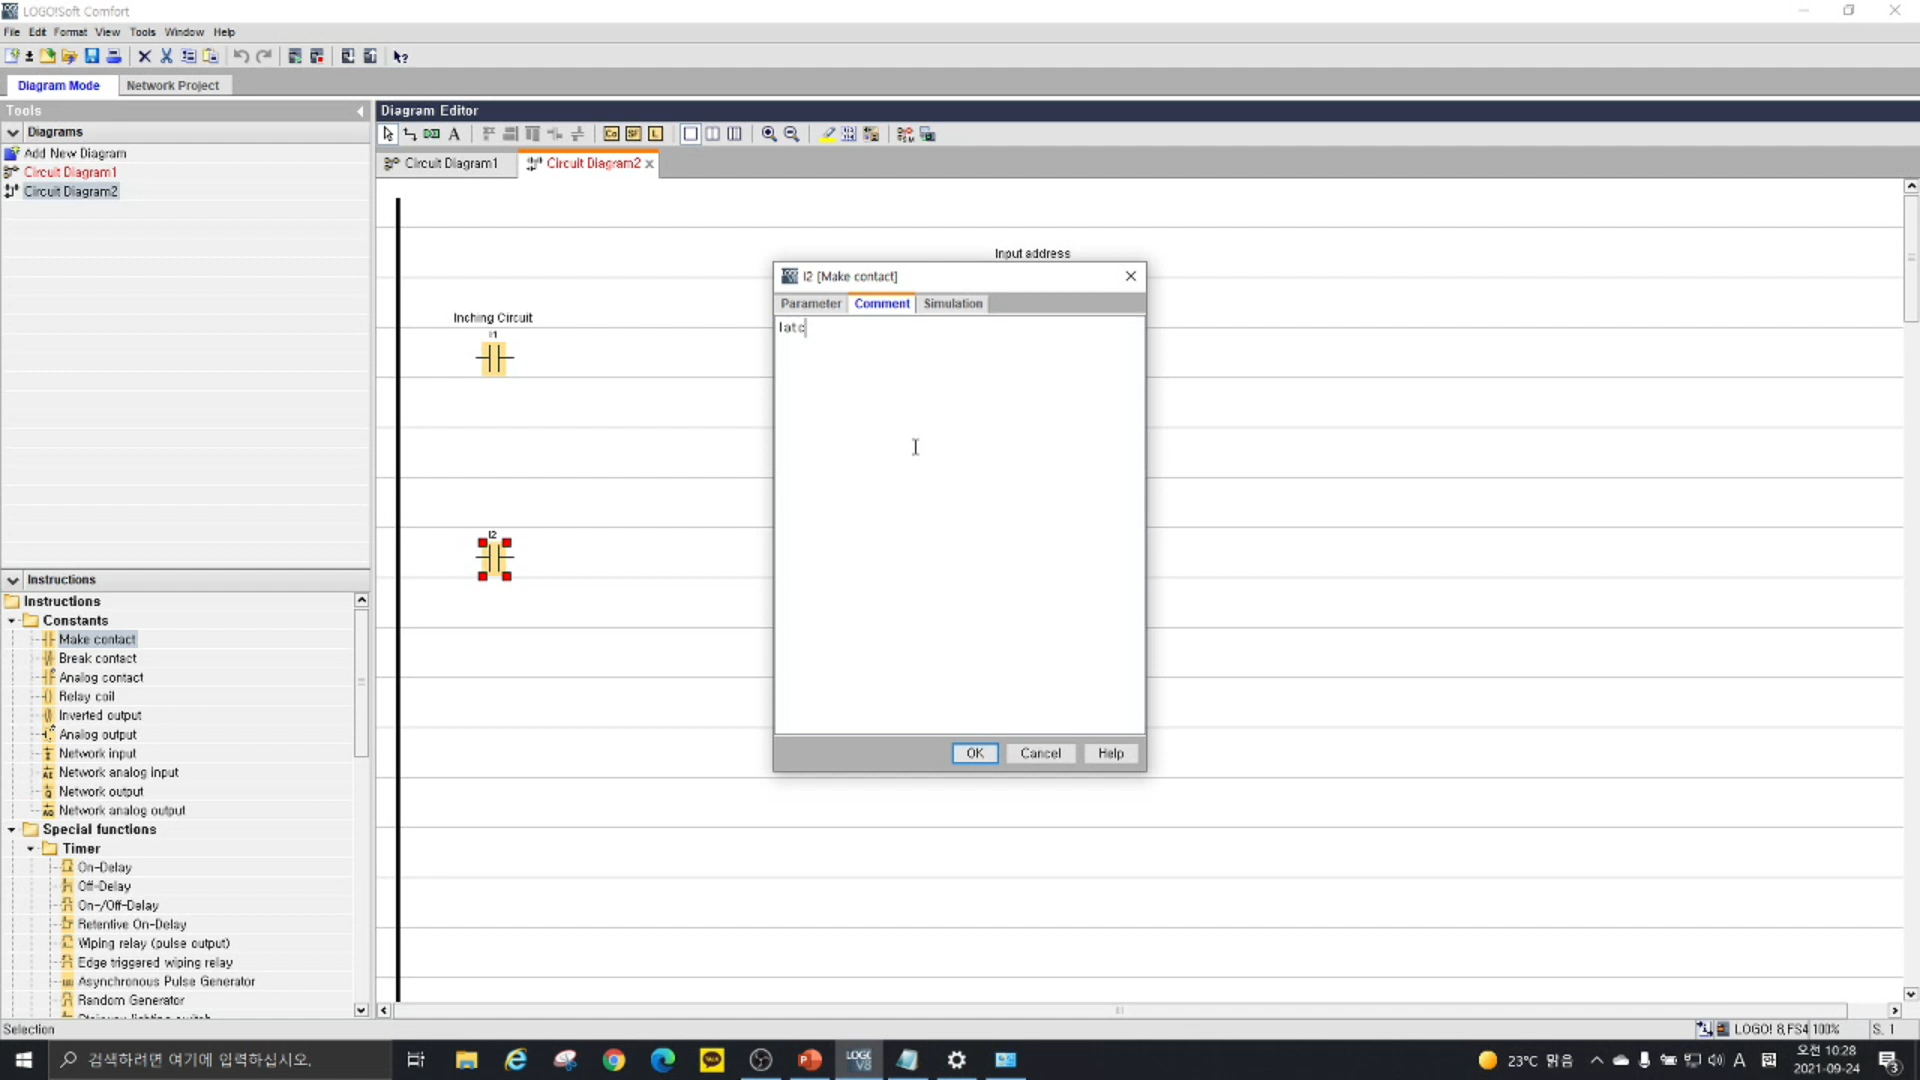 LOGO!Soft Comfort
File Edit Format View Tools Window Help
Diagram Mode Network Project
Tools
Diagrams
Add New Diagram
Circuit Diagram1
Circuit Diagram2
Instructions
Instructions
Constants
Make contact
Break contact
Analog contact
Relay coil
Inverted output
Analog output
Network input
Network analog input
Network output
Network analog output
Special functions
Timer
On-Delay
Off-Delay
On-/Off-Delay
Retentive On-Delay
Wiping relay (pulse output)
Edge triggered wiping relay
Asynchronous Pulse Generator
Random Generator
Diagram Editor
Circuit Diagram1 Circuit Diagram2
Input address
Inching Circuit
I1
I2
I2 [Make contact]
Parameter Comment Simulation
latc
OK Cancel Help
Selection
LOGO! 8.FS4 100% S. 1
검색하려면 여기에 입력하십시오.
23°C 맑음
A
오전 10:28
2021-09-24
3